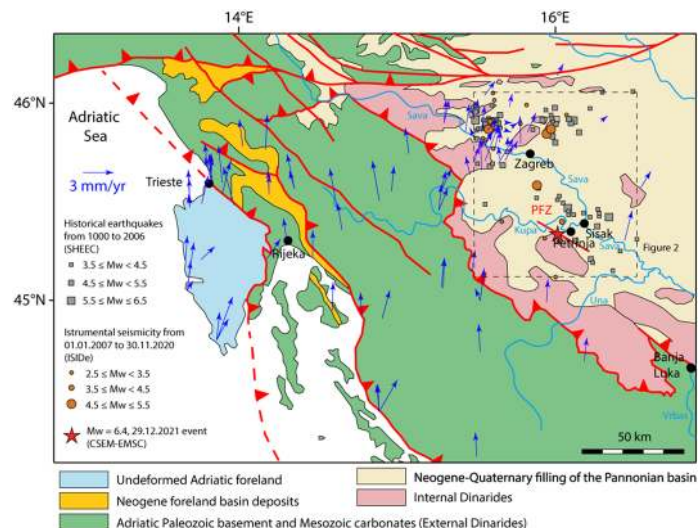 14°E
16°E
46°N
45°N
Adriatic
Sea
3 mm/yr
Trieste
Rijeka
Sava
Zagreb
Sava
PFZ
Kupa
Petrinja
Sisak
Sava
Figure 2
Una
Banja
Luka
Vrbas
Historical earthquakes
from 1000 to 2006
(SHEEC)
3.5 ≤ Mw < 4.5
4.5 ≤ Mw < 5.5
5.5 ≤ Mw ≤ 6.5
Istrumental seismicity from
01.01.2007 to 30.11.2020
(ISIDe)
2.5 ≤ Mw < 3.5
3.5 ≤ Mw < 4.5
4.5 ≤ Mw ≤ 5.5
Mw = 6.4, 29.12.2021 event
(CSEM-EMSC)
50 km
Undeformed Adriatic foreland
Neogene foreland basin deposits
Adriatic Paleozoic basement and Mesozoic carbonates (External Dinarides)
Neogene-Quaternary filling of the Pannonian basin
Internal Dinarides